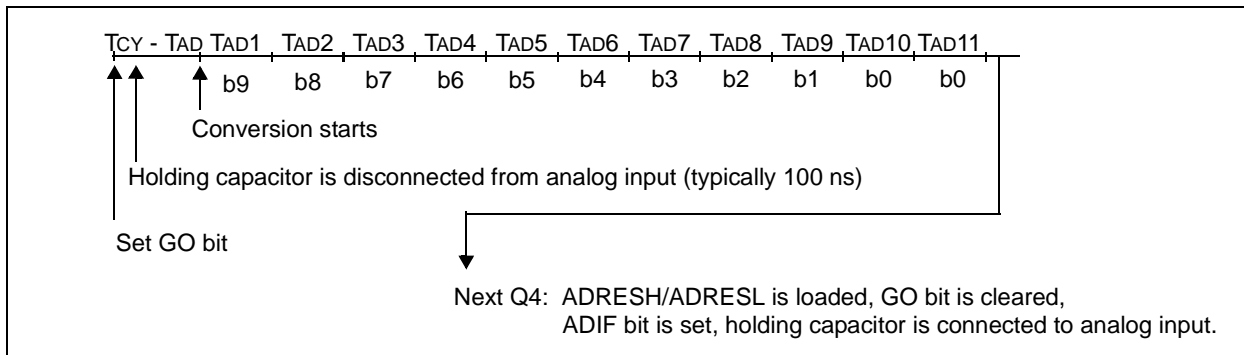 TCY - TAD TAD1 TAD2 TAD3 TAD4 TAD5 TAD6 TAD7 TAD8 TAD9 TAD10 TAD11
b9 b8 b7 b6 b5 b4 b3 b2 b1 b0 b0
Conversion starts
Holding capacitor is disconnected from analog input (typically 100 ns)
Set GO bit
Next Q4: ADRESH/ADRESL is loaded, GO bit is cleared,
ADIF bit is set, holding capacitor is connected to analog input.